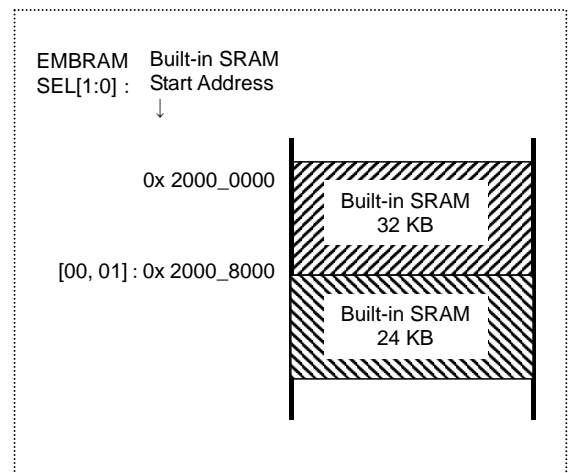 EMBRAM Built-in SRAM
SEL[1:0] : Start Address
↓
0x 2000_0000
Built-in SRAM
32 KB
[00, 01] : 0x 2000_8000
Built-in SRAM
24 KB